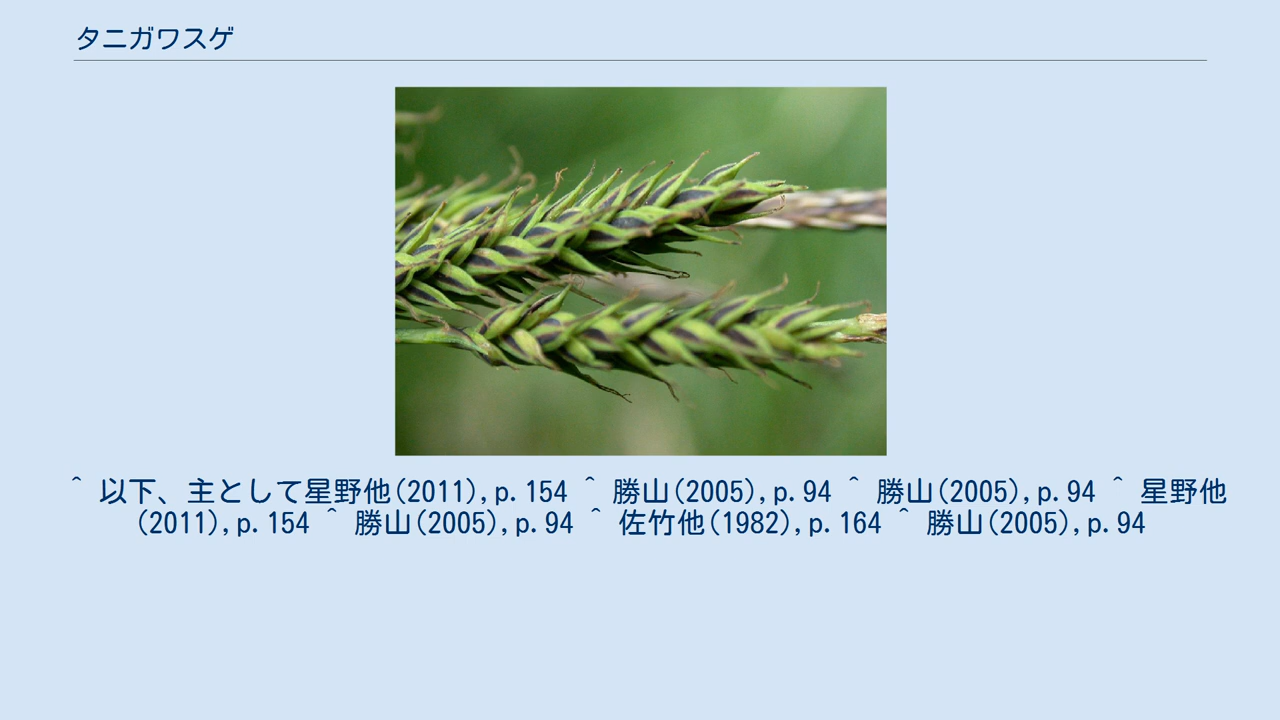 タニガワスゲ
^ 以下、主として星野他(2011),p.154 ^ 勝山(2005),p.94 ^ 勝山(2005),p.94 ^ 星野他
(2011),p.154 ^ 勝山(2005),p.94 ^ 佐竹他(1982),p.164 ^ 勝山(2005),p.94